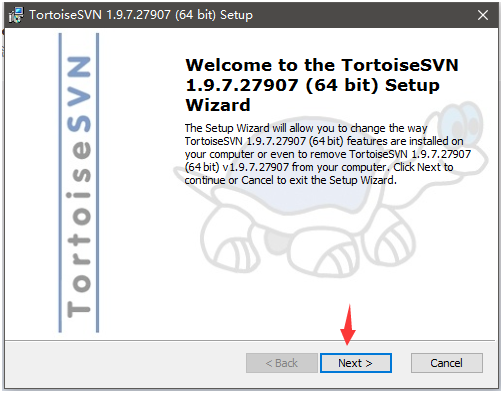 TortoiseSVN 1.9.7.27907 (64 bit) Setup
TortoiseSVN
Welcome to the TortoiseSVN
1.9.7.27907 (64 bit) Setup
Wizard
The Setup Wizard will allow you to change the way
TortoiseSVN 1.9.7.27907 (64 bit) features are installed on
your computer or even to remove TortoiseSVN 1.9.7.27907
(64 bit) v1.9.7.27907 from your computer. Click Next to
continue or Cancel to exit the Setup Wizard.
< Back
Next >
Cancel